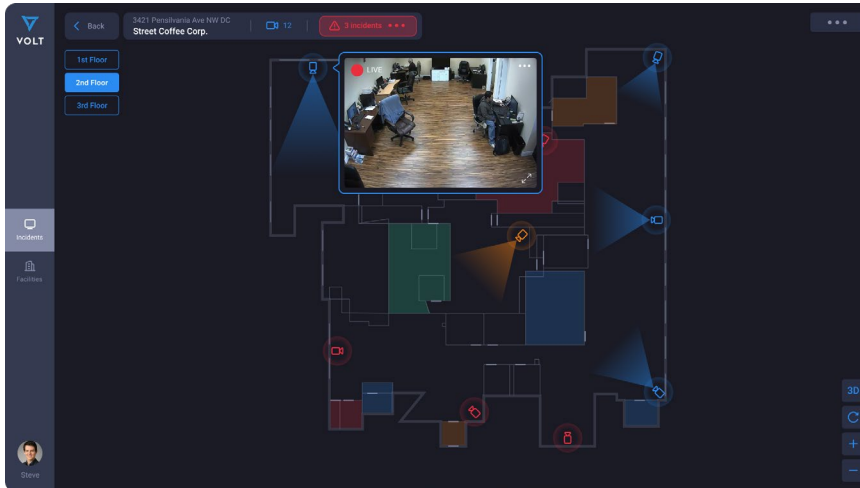 VOLT
Back
3421 Pensilvania Ave NW DC
Street Coffee Corp.
12
3 incidents
1st Floor
2nd Floor
3rd Floor
LIVE
Incidents
Facilities
Steve
3D